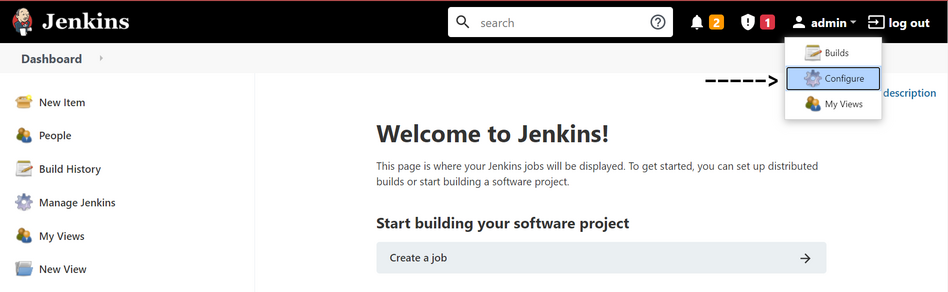 Jenkins
search
2
1
admin
log out
Dashboard
Builds
Configure
My Views
description
New Item
People
Build History
Manage Jenkins
My Views
New View
Welcome to Jenkins!
This page is where your Jenkins jobs will be displayed. To get started, you can set up distributed
builds or start building a software project.
Start building your software project
Create a job